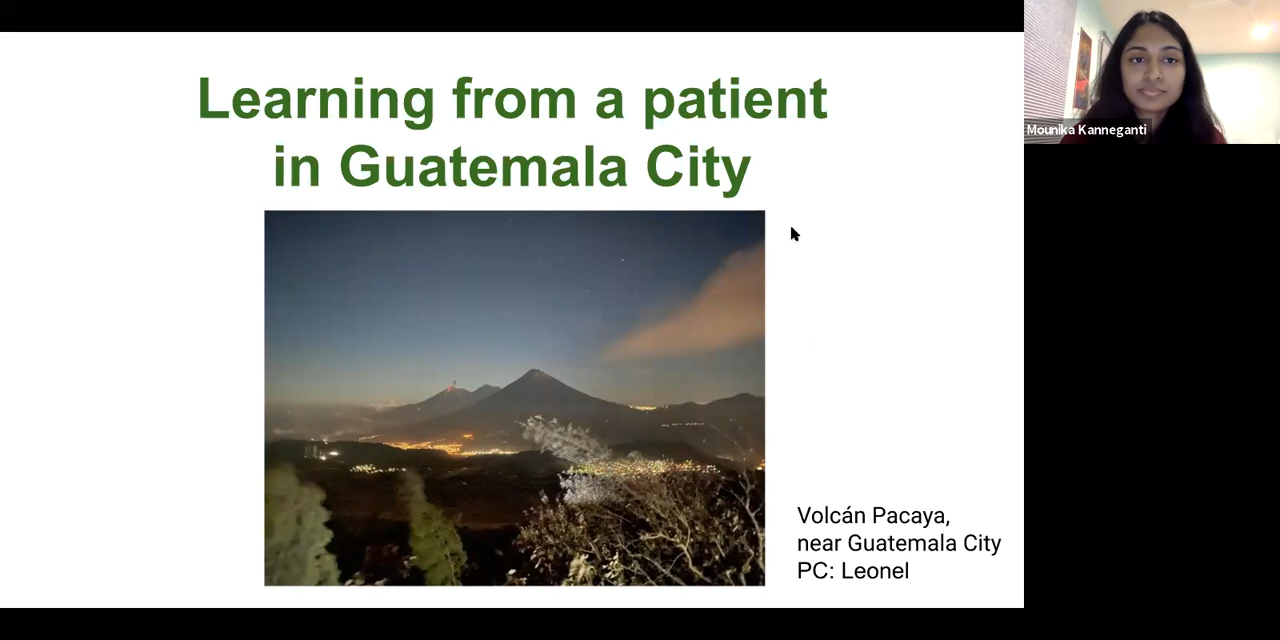 Learning from a patient
in Guatemala City
Mounika Kanneganti
Volcán Pacaya,
near Guatemala City
PC: Leonel